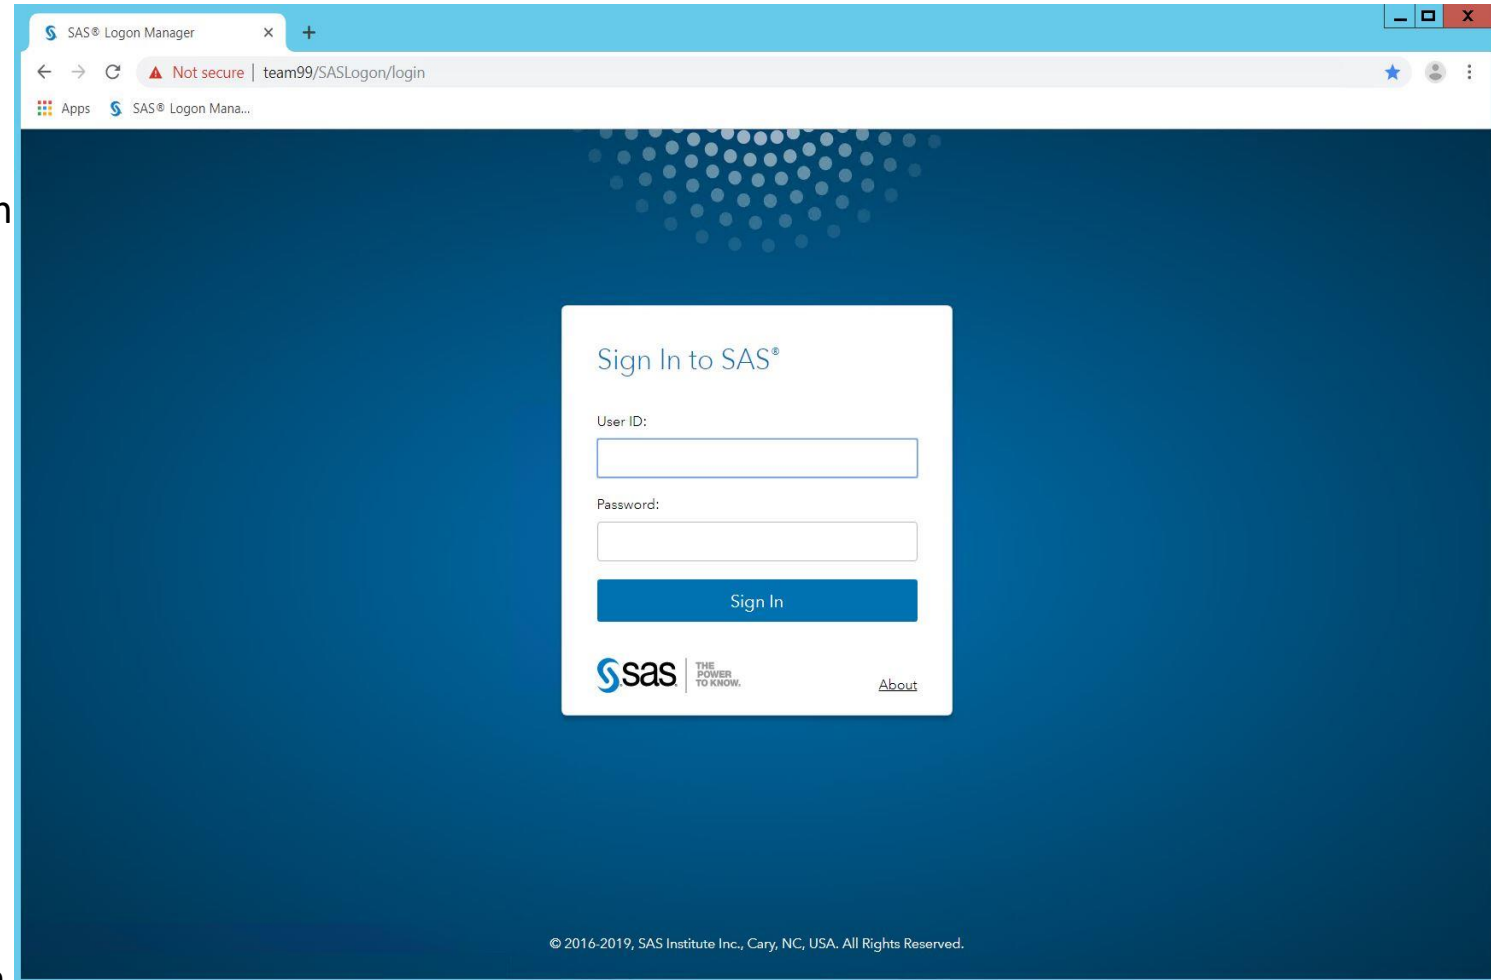 SAS® Logon Manager
Not secure | team99/SASLogon/login
Apps SAS® Logon Mana...
n
Sign In to SAS®
User ID:
Password:
Sign In
sas THE POWER TO KNOW.
About
© 2016-2019, SAS Institute Inc., Cary, NC, USA. All Rights Reserved.